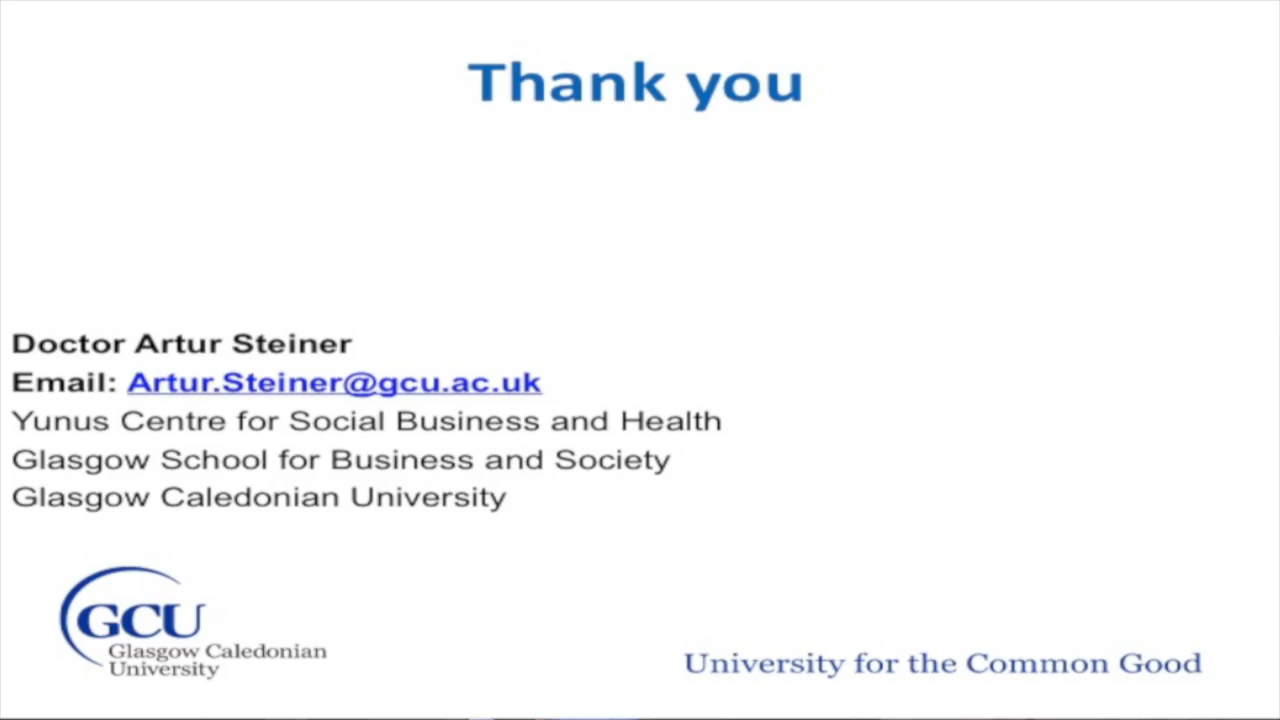 Thank you
Doctor Artur Steiner
Email: Artur.Steiner@gcu.ac.uk
Yunus Centre for Social Business and Health
Glasgow School for Business and Society
Glasgow Caledonian University
GCU
Glasgow Caledonian
University
University for the Common Good